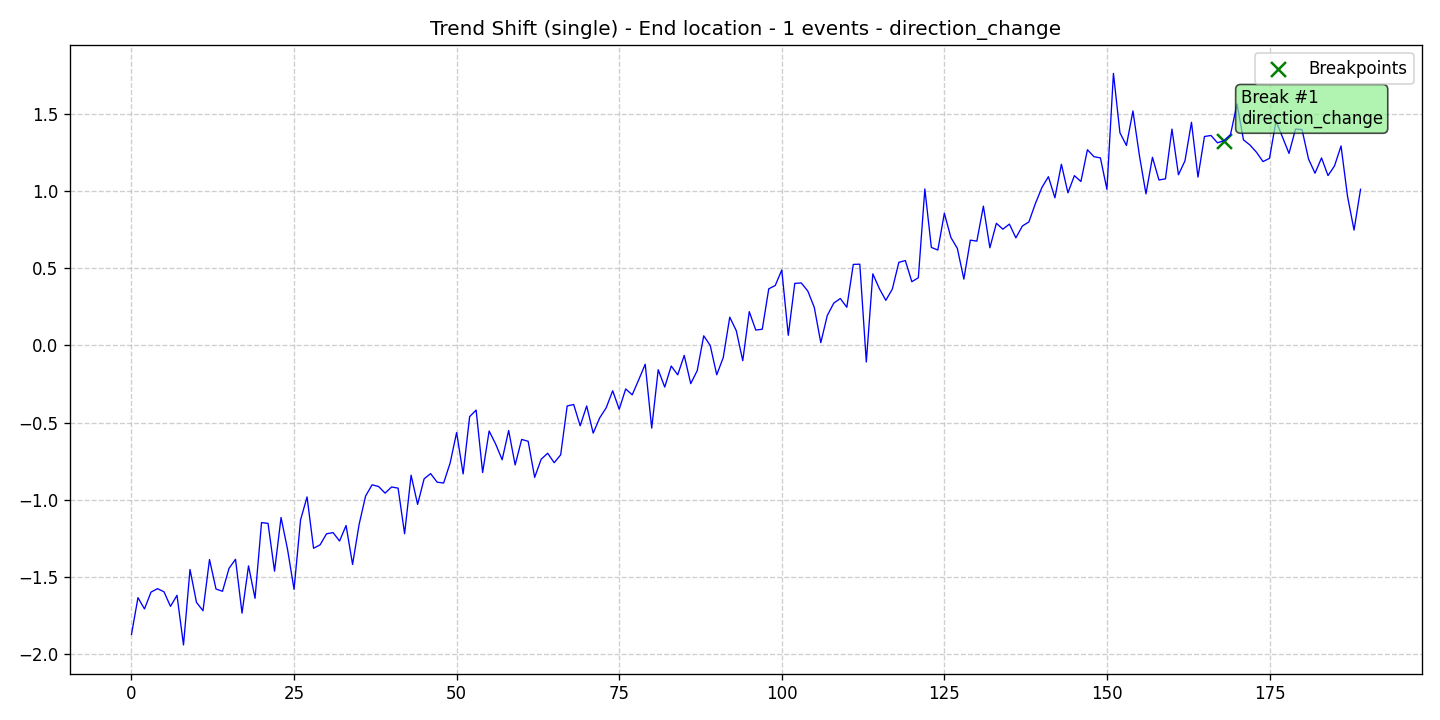 Trend Shift (single) - End location - 1 events - direction_change
Breakpoints
Break #1
direction_change
1.5
1.0
0.5
0.0
−0.5
−1.0
−1.5
−2.0
0 25 50 75 100 125 150 175